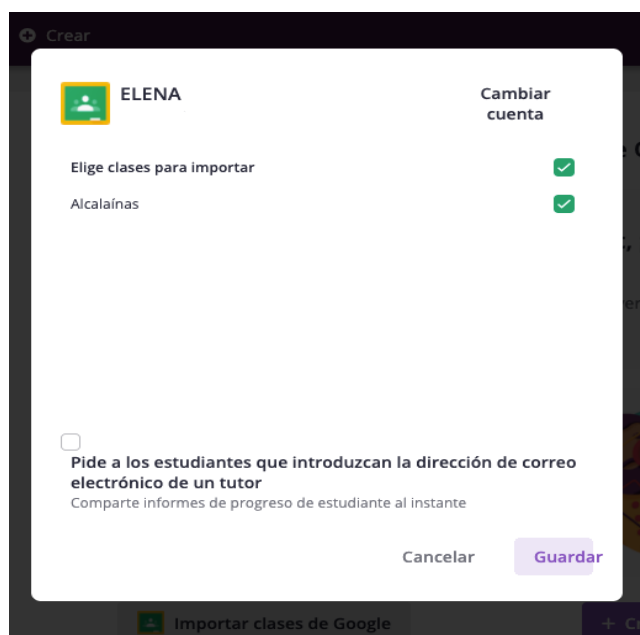 Crear
ELENA
Cambiar
cuenta
Elige clases para importar
Alcalaínas
Pide a los estudiantes que introduzcan la dirección de correo
electrónico de un tutor
Comparte informes de progreso de estudiante al instante
Cancelar
Guardar
Importar clases de Google